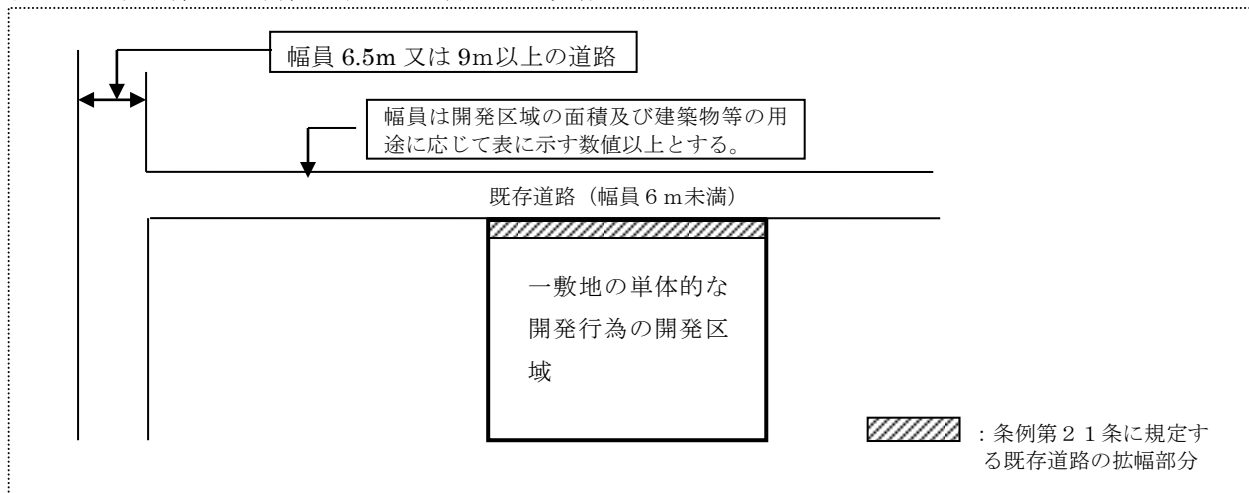 幅員 6.5m 又は 9m以上の道路
幅員は開発区域の面積及び建築物等の用
途に応じて表に示す数値以上とする。
既存道路（幅員６ｍ未満）
一敷地の単体的な
開発行為の開発区
域
：条例第２１条に規定す
る既存道路の拡幅部分